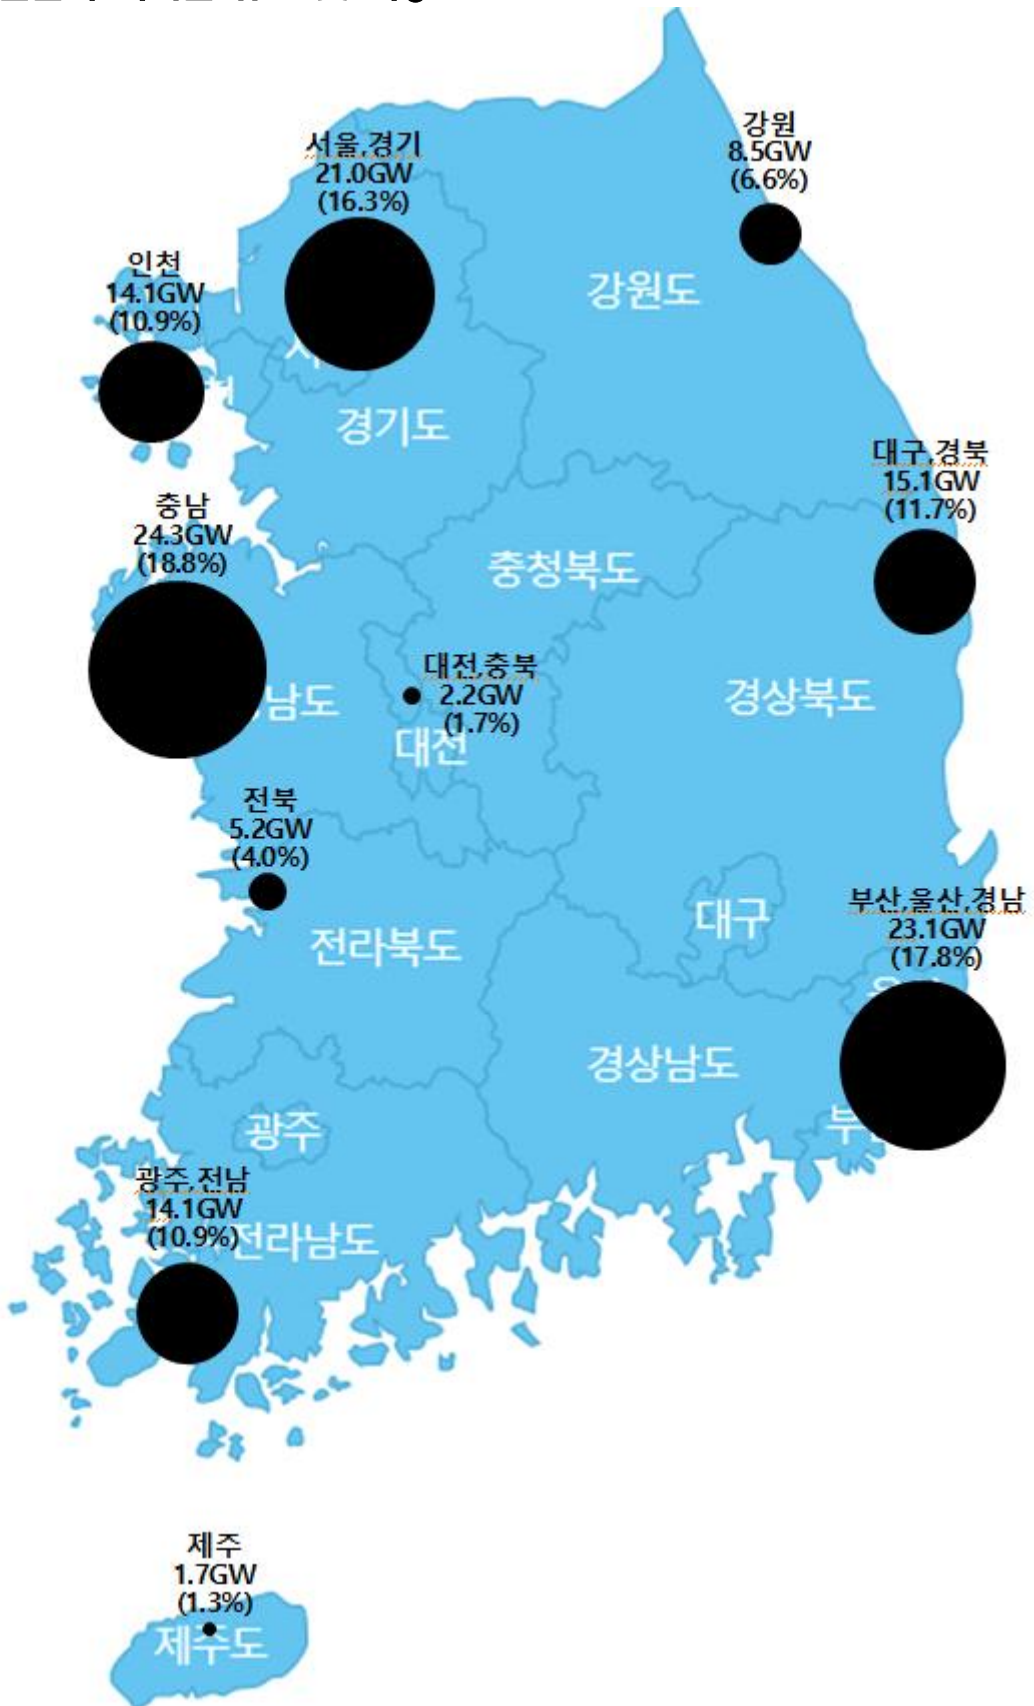 서울,경기
21.0GW
(16.3%)
강원
8.5GW
(6.6%)
강원도
인천
14.1GW
(10.9%)
경기도
대구,경북
15.1GW
(11.7%)
충남
24.3GW
(18.8%)
충청북도
대전,충북
2.2GW
(1.7%)
남도
경상북도
대전
전북
5.2GW
(4.0%)
전라북도
대구
부산,울산,경남
23.1GW
(17.8%)
경상남도
광주
광주,전남
14.1GW
(10.9%)
전라남도
제주
1.7GW
(1.3%)
제주도